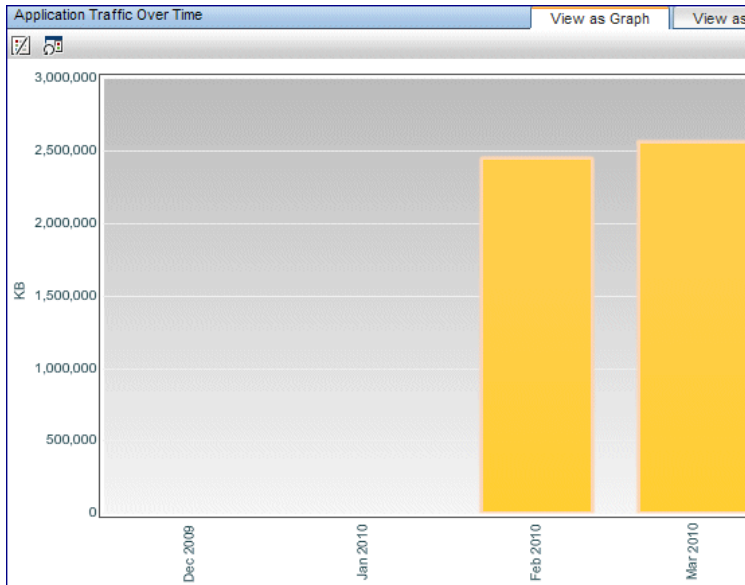 Application Traffic Over Time
View as Graph
View as
3,000,000
2,500,000
2,000,000
1,500,000
1,000,000
500,000
0
KB
Dec 2009
Jan 2010
Feb 2010
Mar 2010